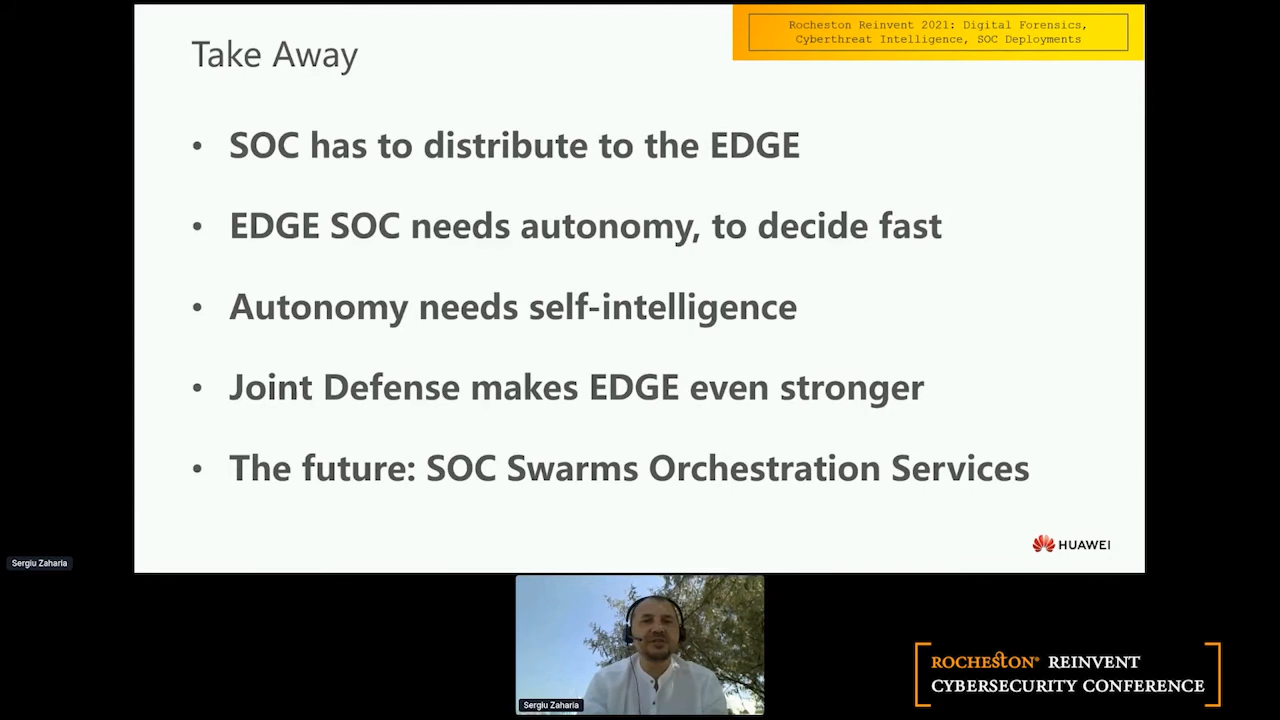 Rocheston Reinvent 2021: Digital Forensics,
Cyberthreat Intelligence, SOC Deployments
Take Away
• SOC has to distribute to the EDGE
• EDGE SOC needs autonomy, to decide fast
• Autonomy needs self-intelligence
• Joint Defense makes EDGE even stronger
• The future: SOC Swarms Orchestration Services
HUAWEI
Sergiu Zaharia
Sergiu Zaharia
ROCHESTON® REINVENT
CYBERSECURITY CONFERENCE